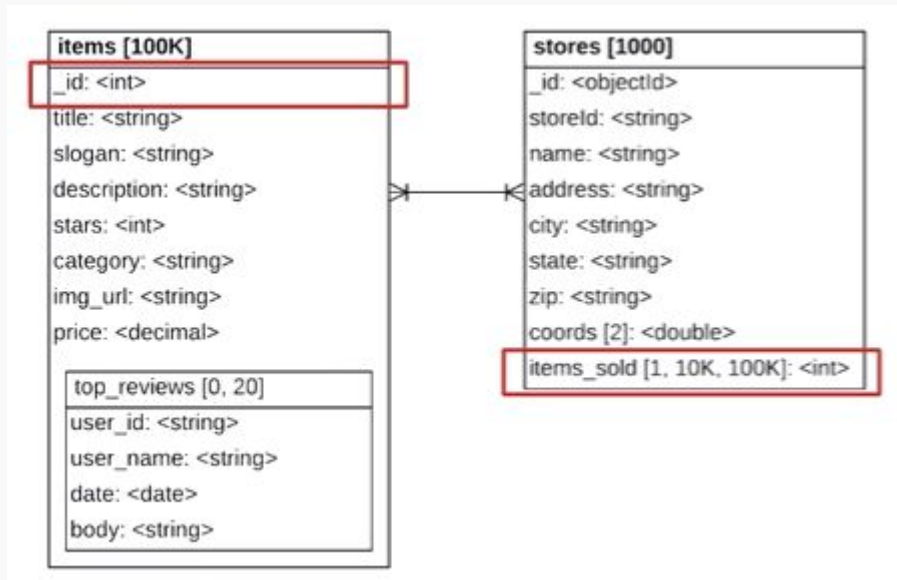 items [100K]
_id: <int>
title: <string>
slogan: <string>
description: <string>
stars: <int>
category: <string>
img_url: <string>
price: <decimal>
top_reviews [0, 20]
user_id: <string>
user_name: <string>
date: <date>
body: <string>
stores [1000]
_id: <objectId>
storeId: <string>
name: <string>
address: <string>
city: <string>
state: <string>
zip: <string>
coords [2]: <double>
items_sold [1, 10K, 100K]: <int>